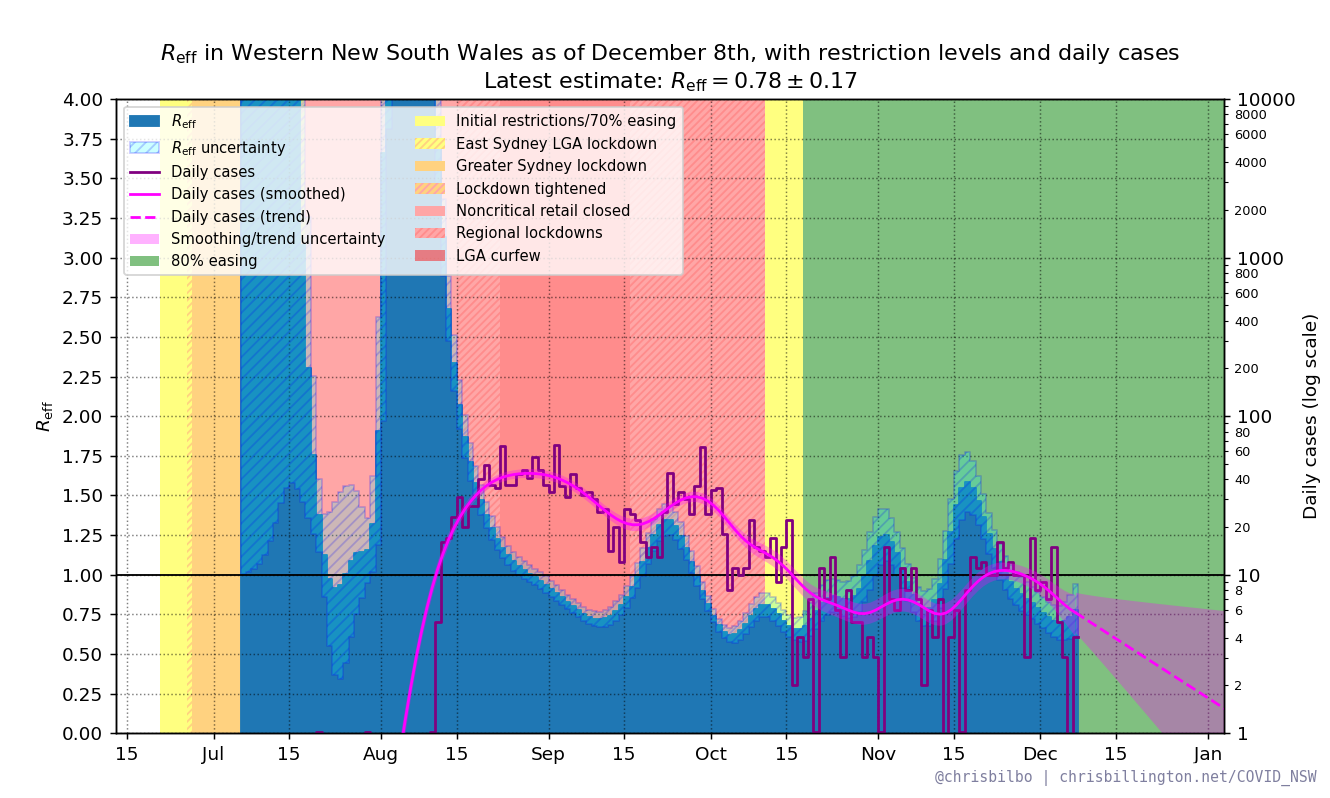 R_eff in Western New South Wales as of December 8th, with restriction levels and daily cases
Latest estimate: R_eff = 0.78 ± 0.17
R_eff
R_eff uncertainty
Daily cases
Daily cases (smoothed)
Daily cases (trend)
Smoothing/trend uncertainty
80% easing
Initial restrictions/70% easing
East Sydney LGA lockdown
Greater Sydney lockdown
Lockdown tightened
Noncritical retail closed
Regional lockdowns
LGA curfew
R_eff
4.00
3.75
3.50
3.25
3.00
2.75
2.50
2.25
2.00
1.75
1.50
1.25
1.00
0.75
0.50
0.25
0.00
10000
8000
6000
4000
2000
1000
800
600
400
200
100
80
60
40
20
10
8
6
4
2
1
Daily cases (log scale)
15 Jul 15 Aug 15 Sep 15 Oct 15 Nov 15 Dec 15 Jan
@chrisbilbo | chrisbillington.net/COVID_NSW